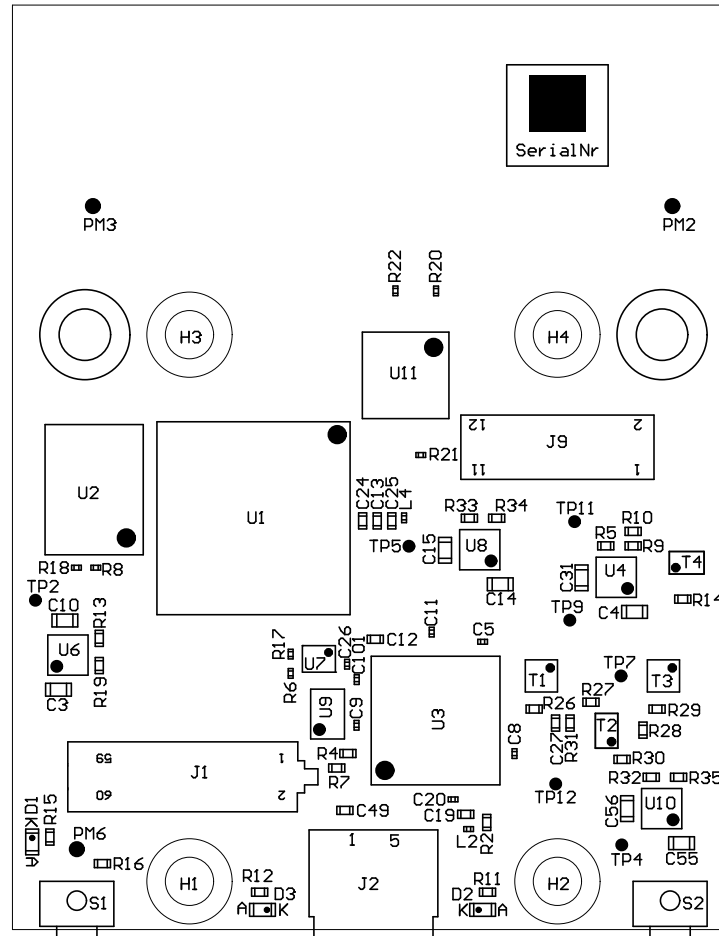 SerialNr
PM3
PM2
R22
R20
H3
H4
U11
12
2
J9
11
1
R21
U2
U1
C24
C13
C25
L4
R33
R34
TP11
R10
R5
R9
TP5
C15
U8
C14
C31
U4
T4
R18
R8
TP2
C10
R13
U6
R19
C3
C4
R14
TP9
C11
C12
C5
R17
U7
C26
C101
R6
U9
C9
U3
T1
TP7
T3
R26
R27
R29
C8
C27
R31
T2
R28
R30
59
1
J1
60
2
R4
R7
R32
R35
TP12
C20
C49
C19
L2
R2
C56
U10
C55
TP4
D1
K
A
R15
PM6
R16
1
5
J2
H1
H2
R12
D3
A
K
R11
D2
K
A
S1
S2